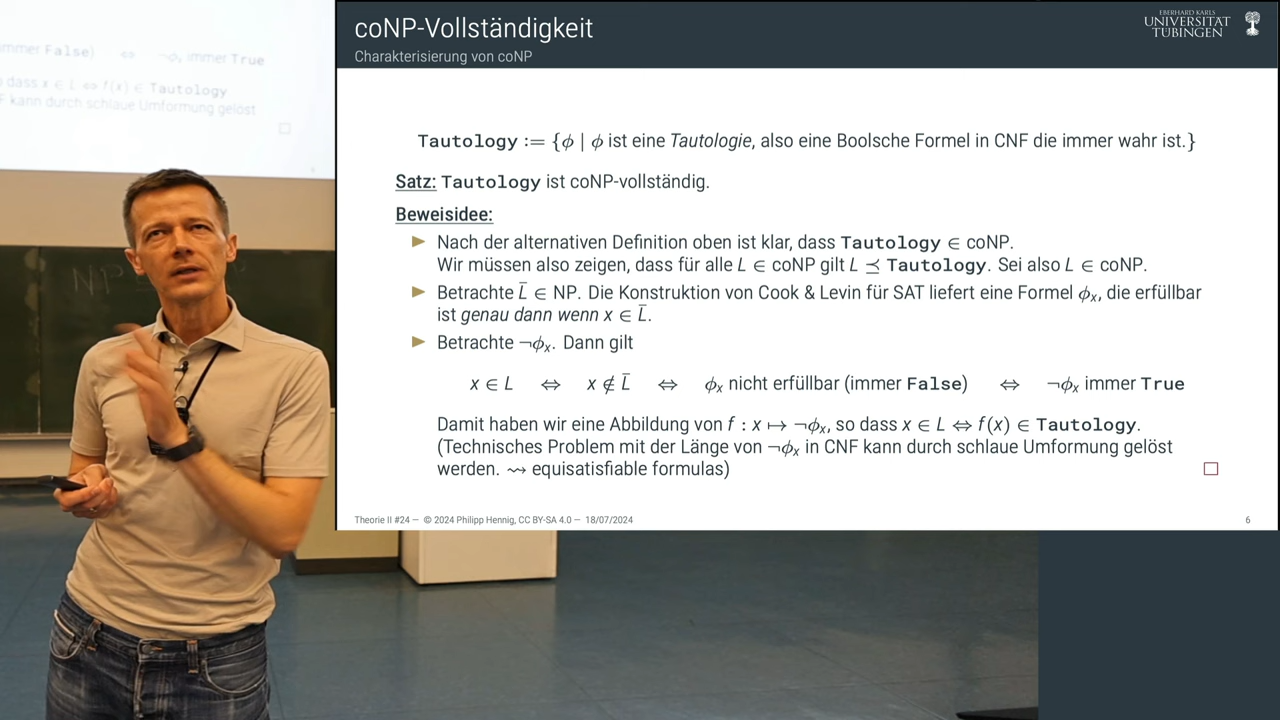 coNP-Vollständigkeit
Charakterisierung von coNP
EBERHARD KARLS
UNIVERSITÄT
TÜBINGEN
Tautology := {ϕ | ϕ ist eine Tautologie, also eine Boolsche Formel in CNF die immer wahr ist.}
Satz: Tautology ist coNP-vollständig.
Beweisidee:
▶ Nach der alternativen Definition oben ist klar, dass Tautology ∈ coNP.
Wir müssen also zeigen, dass für alle L ∈ coNP gilt L ⪯ Tautology. Sei also L ∈ coNP.
▶ Betrachte L̄ ∈ NP. Die Konstruktion von Cook & Levin für SAT liefert eine Formel ϕₓ, die erfüllbar
ist genau dann wenn x ∈ L̄.
▶ Betrachte ¬ϕₓ. Dann gilt
x ∈ L ⇔ x ∉ L̄ ⇔ ϕₓ nicht erfüllbar (immer False) ⇔ ¬ϕₓ immer True
Damit haben wir eine Abbildung von f : x ↦ ¬ϕₓ, so dass x ∈ L ⇔ f(x) ∈ Tautology.
(Technisches Problem mit der Länge von ¬ϕₓ in CNF kann durch schlaue Umformung gelöst
werden. ⇝ equisatisfiable formulas)
□
Theorie II #24 — © 2024 Philipp Hennig, CC BY-SA 4.0 — 18/07/2024
6
immer False) ⇔ ¬ϕₓ immer True
dass x ∈ L ⇔ f(x) ∈ Tautology
F kann durch schlaue Umformung gelöst
NP